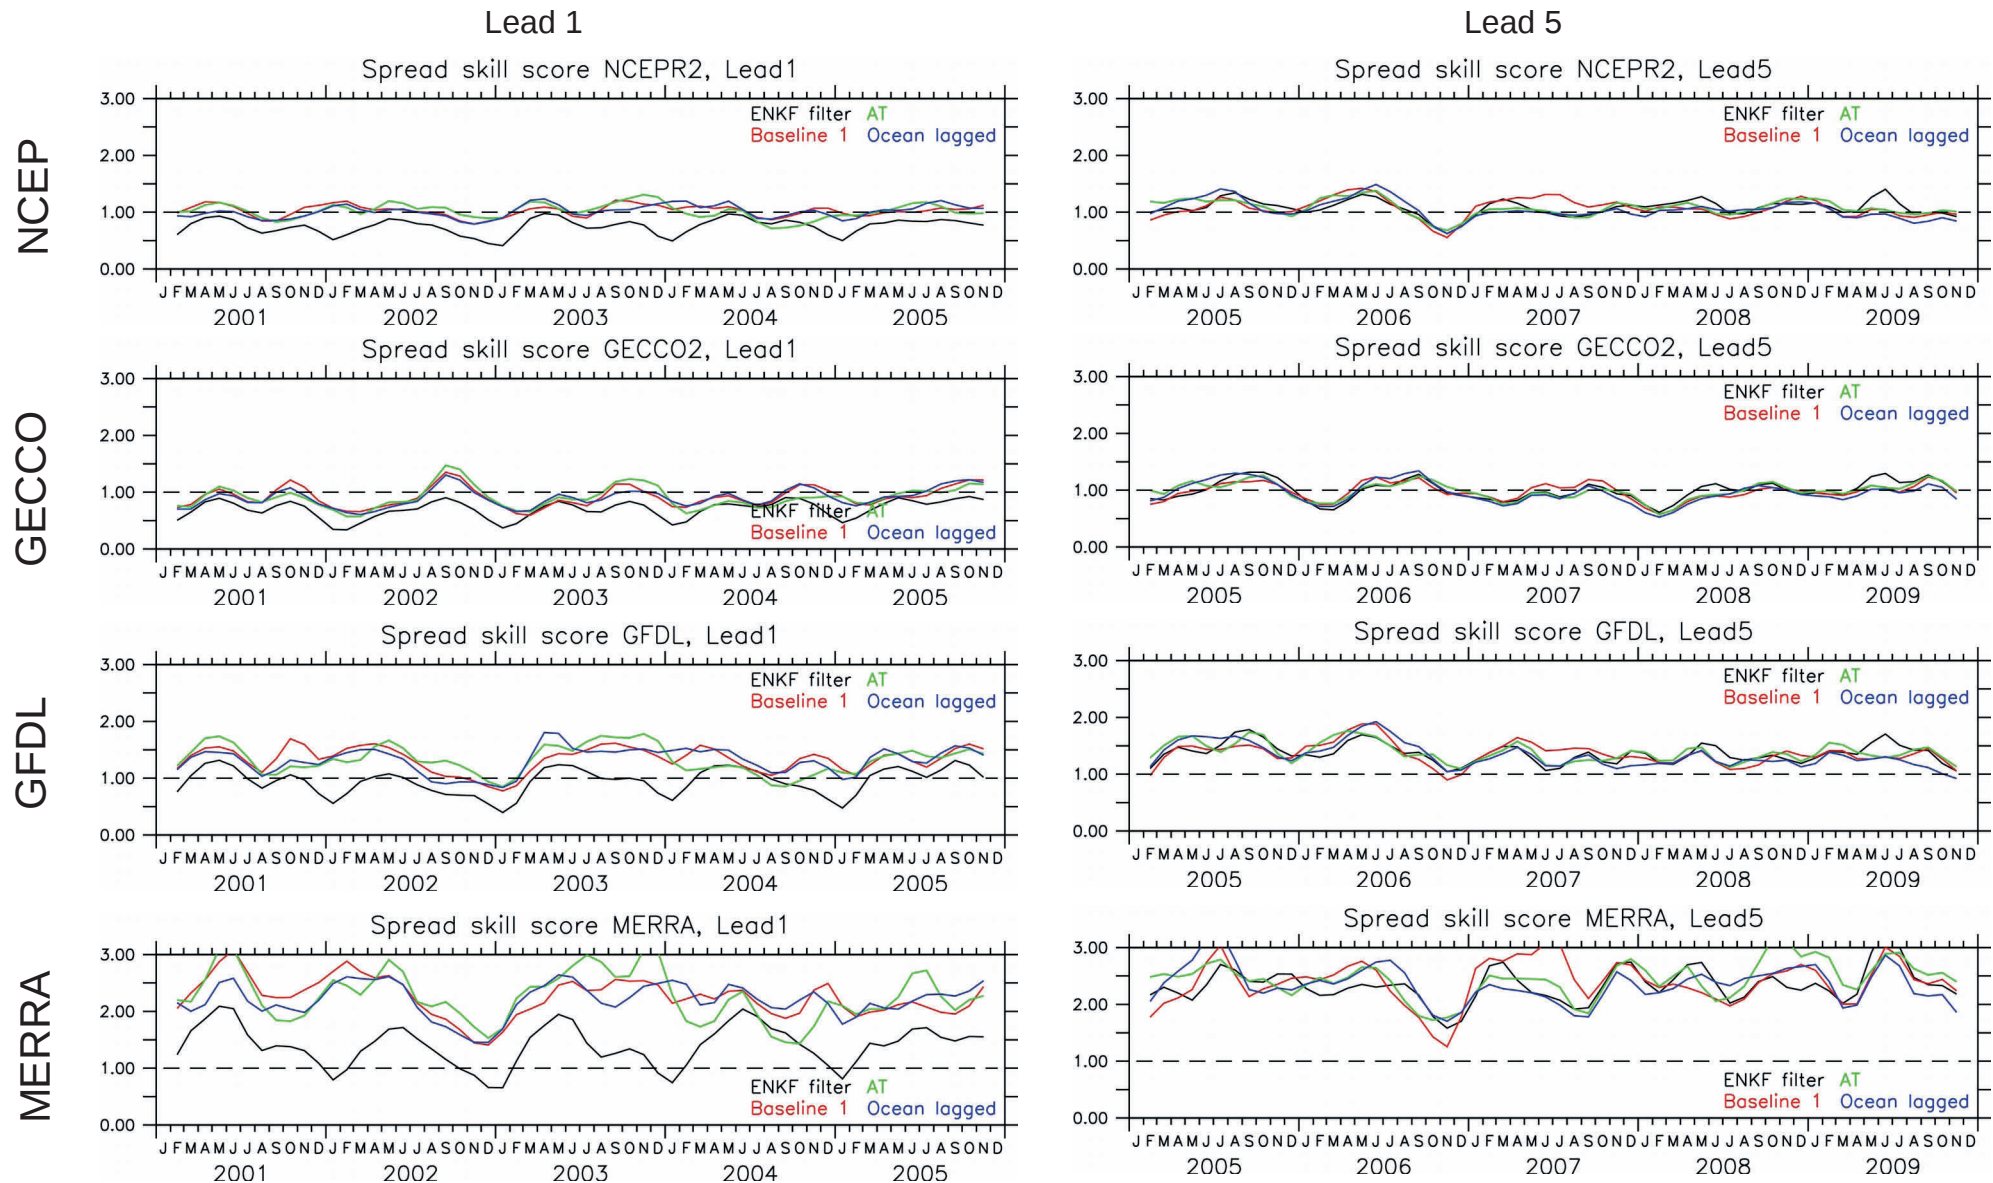 Lead 1
Lead 5
NCEP
Spread skill score NCEPR2, Lead1
3.00
2.00
1.00
0.00
ENKF filter AT
Baseline 1 Ocean lagged
J F M A M J J A S O N D J F M A M J J A S O N D J F M A M J J A S O N D J F M A M J J A S O N D J F M A M J J A S O N D
2001 2002 2003 2004 2005
Spread skill score NCEPR2, Lead5
3.00
2.00
1.00
0.00
ENKF filter AT
Baseline 1 Ocean lagged
J F M A M J J A S O N D J F M A M J J A S O N D J F M A M J J A S O N D J F M A M J J A S O N D J F M A M J J A S O N D
2005 2006 2007 2008 2009
GECCO
Spread skill score GECCO2, Lead1
3.00
2.00
1.00
0.00
ENKF filter AT
Baseline 1 Ocean lagged
J F M A M J J A S O N D J F M A M J J A S O N D J F M A M J J A S O N D J F M A M J J A S O N D J F M A M J J A S O N D
2001 2002 2003 2004 2005
Spread skill score GECCO2, Lead5
3.00
2.00
1.00
0.00
ENKF filter AT
Baseline 1 Ocean lagged
J F M A M J J A S O N D J F M A M J J A S O N D J F M A M J J A S O N D J F M A M J J A S O N D J F M A M J J A S O N D
2005 2006 2007 2008 2009
GFDL
Spread skill score GFDL, Lead1
3.00
2.00
1.00
0.00
ENKF filter AT
Baseline 1 Ocean lagged
J F M A M J J A S O N D J F M A M J J A S O N D J F M A M J J A S O N D J F M A M J J A S O N D J F M A M J J A S O N D
2001 2002 2003 2004 2005
Spread skill score GFDL, Lead5
3.00
2.00
1.00
0.00
ENKF filter AT
Baseline 1 Ocean lagged
J F M A M J J A S O N D J F M A M J J A S O N D J F M A M J J A S O N D J F M A M J J A S O N D J F M A M J J A S O N D
2005 2006 2007 2008 2009
MERRA
Spread skill score MERRA, Lead1
3.00
2.00
1.00
0.00
ENKF filter AT
Baseline 1 Ocean lagged
J F M A M J J A S O N D J F M A M J J A S O N D J F M A M J J A S O N D J F M A M J J A S O N D J F M A M J J A S O N D
2001 2002 2003 2004 2005
Spread skill score MERRA, Lead5
3.00
2.00
1.00
0.00
ENKF filter AT
Baseline 1 Ocean lagged
J F M A M J J A S O N D J F M A M J J A S O N D J F M A M J J A S O N D J F M A M J J A S O N D J F M A M J J A S O N D
2005 2006 2007 2008 2009